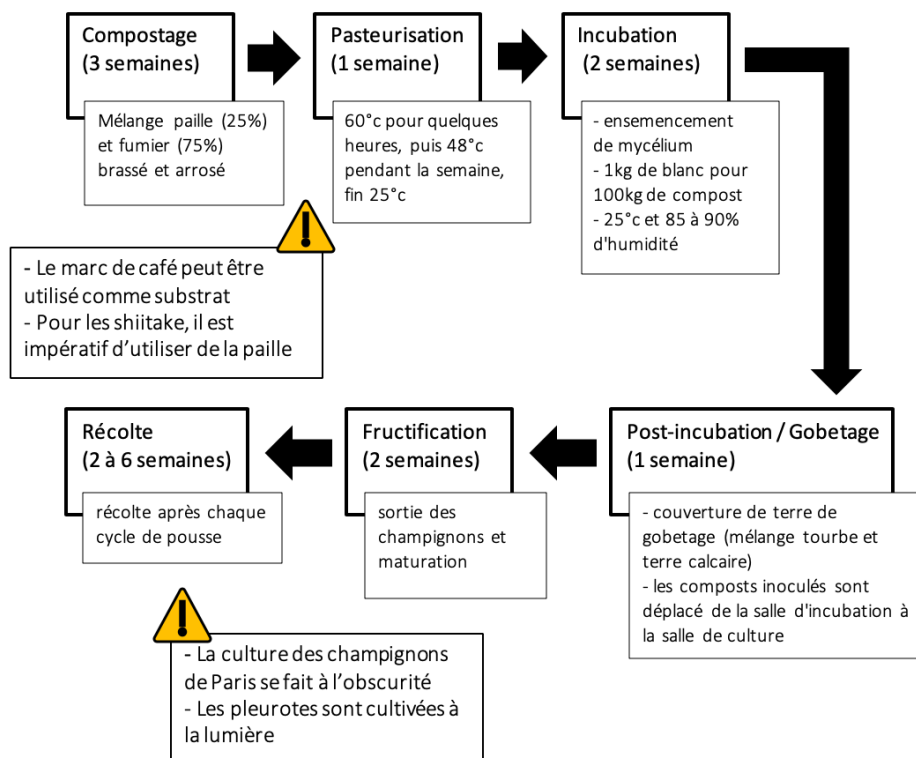 Compostage
(3 semaines)
Mélange paille (25%)
et fumier (75%)
brassé et arrosé
Pasteurisation
(1 semaine)
60°c pour quelques
heures, puis 48°c
pendant la semaine,
fin 25°c
Incubation
(2 semaines)
- ensemencement
de mycélium
- 1kg de blanc pour
100kg de compost
- 25°c et 85 à 90%
d'humidité
- Le marc de café peut être
utilisé comme substrat
- Pour les shiitake, il est
impératif d’utiliser de la paille
Post-incubation / Gobetage
(1 semaine)
- couverture de terre de
gobetage (mélange tourbe et
terre calcaire)
- les composts inoculés sont
déplacé de la salle d'incubation à
la salle de culture
Fructification
(2 semaines)
sortie des
champignons et
maturation
Récolte
(2 à 6 semaines)
récolte après chaque
cycle de pousse
- La culture des champignons
de Paris se fait à l’obscurité
- Les pleurotes sont cultivées à
la lumière